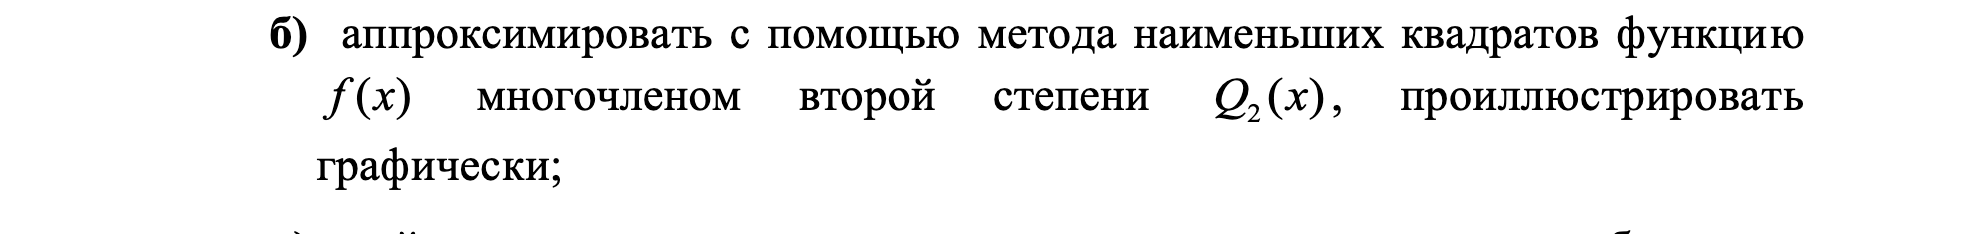 б) аппроксимировать с помощью метода наименьших квадратов функцию
f(x) многочленом второй степени Q₂(x), проиллюстрировать
графически;